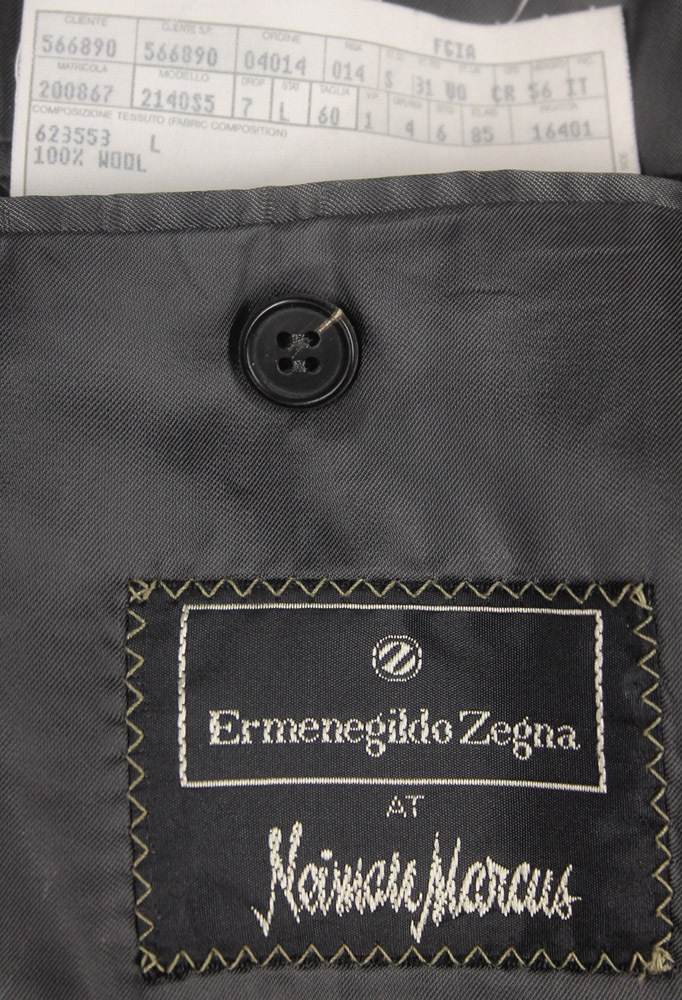 CLIENTE CLIENTE S.P. ORDINE RIGA
566890 566890 04014 014 S FGIA
MATRICOLA MODELLO DROP STAT TAGLIA
200867 2140S5 7 L 60 1 4 6 85 16401
31 UO CR 56 IT
COMPOSIZIONE TESSUTO (FABRIC COMPOSITION)
623553 L
100% WOOL
Ermenegildo Zegna
AT
Neiman Marcus